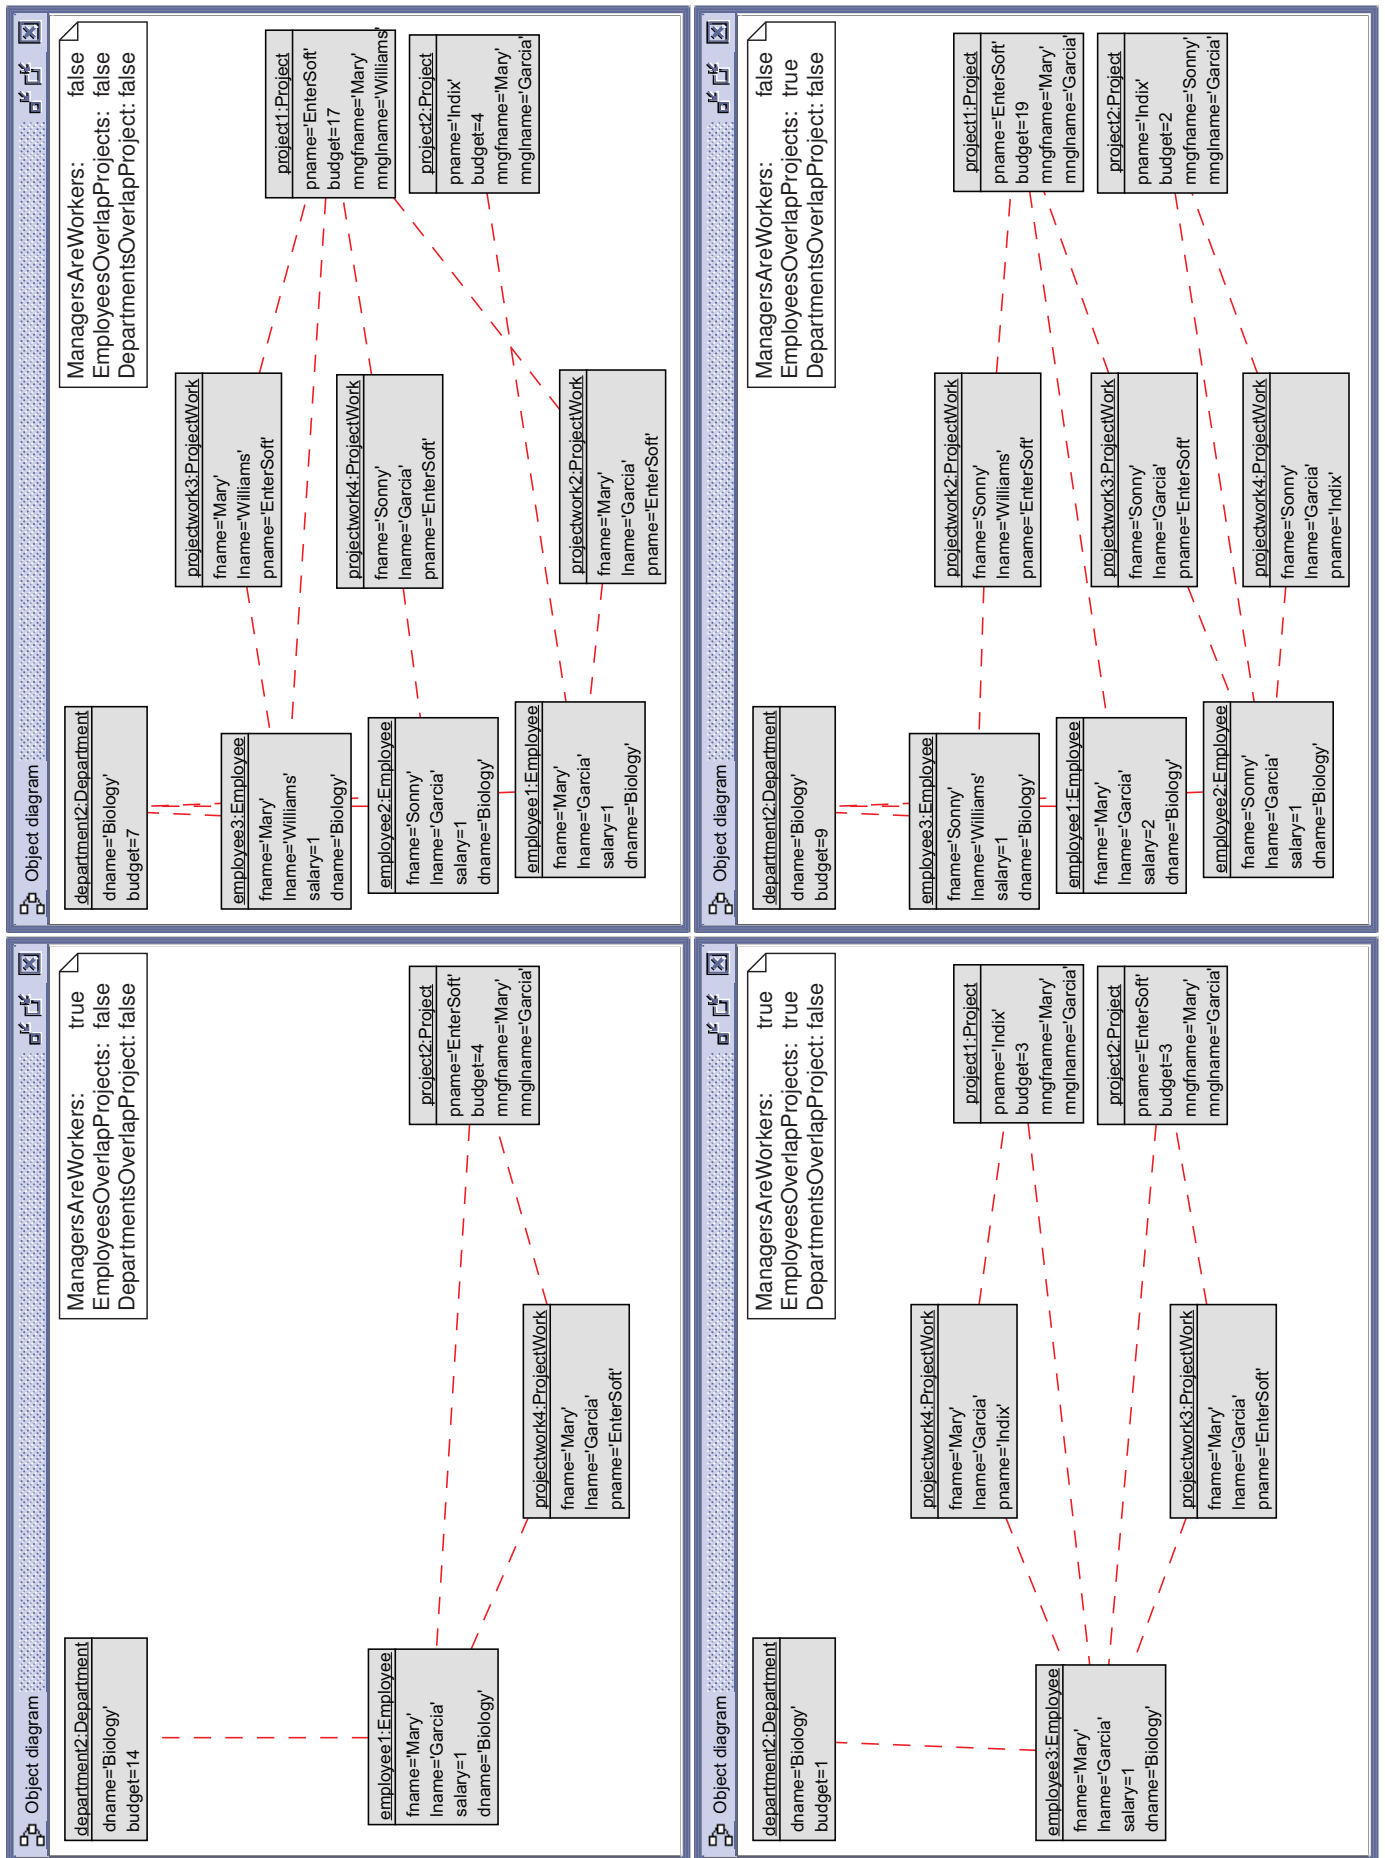 Object diagram
ManagersAreWorkers: true
EmployeesOverlapProjects: false
DepartmentsOverlapProject: false
department2:Department
dname='Biology'
budget=14
employee1:Employee
fname='Mary'
lname='Garcia'
salary=1
dname='Biology'
projectwork4:ProjectWork
fname='Mary'
lname='Garcia'
pname='EnterSoft'
project2:Project
pname='EnterSoft'
budget=4
mngfname='Mary'
mnglname='Garcia'
Object diagram
ManagersAreWorkers: false
EmployeesOverlapProjects: false
DepartmentsOverlapProject: false
department2:Department
dname='Biology'
budget=7
employee3:Employee
fname='Mary'
lname='Williams'
salary=1
dname='Biology'
employee2:Employee
fname='Sonny'
lname='Garcia'
salary=1
dname='Biology'
employee1:Employee
fname='Mary'
lname='Garcia'
salary=1
dname='Biology'
projectwork3:ProjectWork
fname='Mary'
lname='Williams'
pname='EnterSoft'
projectwork4:ProjectWork
fname='Sonny'
lname='Garcia'
pname='EnterSoft'
projectwork2:ProjectWork
fname='Mary'
lname='Garcia'
pname='EnterSoft'
project1:Project
pname='EnterSoft'
budget=17
mngfname='Mary'
mnglname='Williams'
project2:Project
pname='Indix'
budget=4
mngfname='Mary'
mnglname='Garcia'
Object diagram
ManagersAreWorkers: true
EmployeesOverlapProjects: true
DepartmentsOverlapProject: false
department2:Department
dname='Biology'
budget=1
employee3:Employee
fname='Mary'
lname='Garcia'
salary=1
dname='Biology'
projectwork4:ProjectWork
fname='Mary'
lname='Garcia'
pname='Indix'
projectwork3:ProjectWork
fname='Mary'
lname='Garcia'
pname='EnterSoft'
project1:Project
pname='Indix'
budget=3
mngfname='Mary'
mnglname='Garcia'
project2:Project
pname='EnterSoft'
budget=3
mngfname='Mary'
mnglname='Garcia'
Object diagram
ManagersAreWorkers: false
EmployeesOverlapProjects: true
DepartmentsOverlapProject: false
department2:Department
dname='Biology'
budget=9
employee3:Employee
fname='Sonny'
lname='Williams'
salary=1
dname='Biology'
employee1:Employee
fname='Mary'
lname='Garcia'
salary=2
dname='Biology'
employee2:Employee
fname='Sonny'
lname='Garcia'
salary=1
dname='Biology'
projectwork2:ProjectWork
fname='Sonny'
lname='Williams'
pname='EnterSoft'
projectwork3:ProjectWork
fname='Sonny'
lname='Garcia'
pname='EnterSoft'
projectwork4:ProjectWork
fname='Sonny'
lname='Garcia'
pname='Indix'
project1:Project
pname='EnterSoft'
budget=19
mngfname='Mary'
mnglname='Garcia'
project2:Project
pname='Indix'
budget=2
mngfname='Sonny'
mnglname='Garcia'